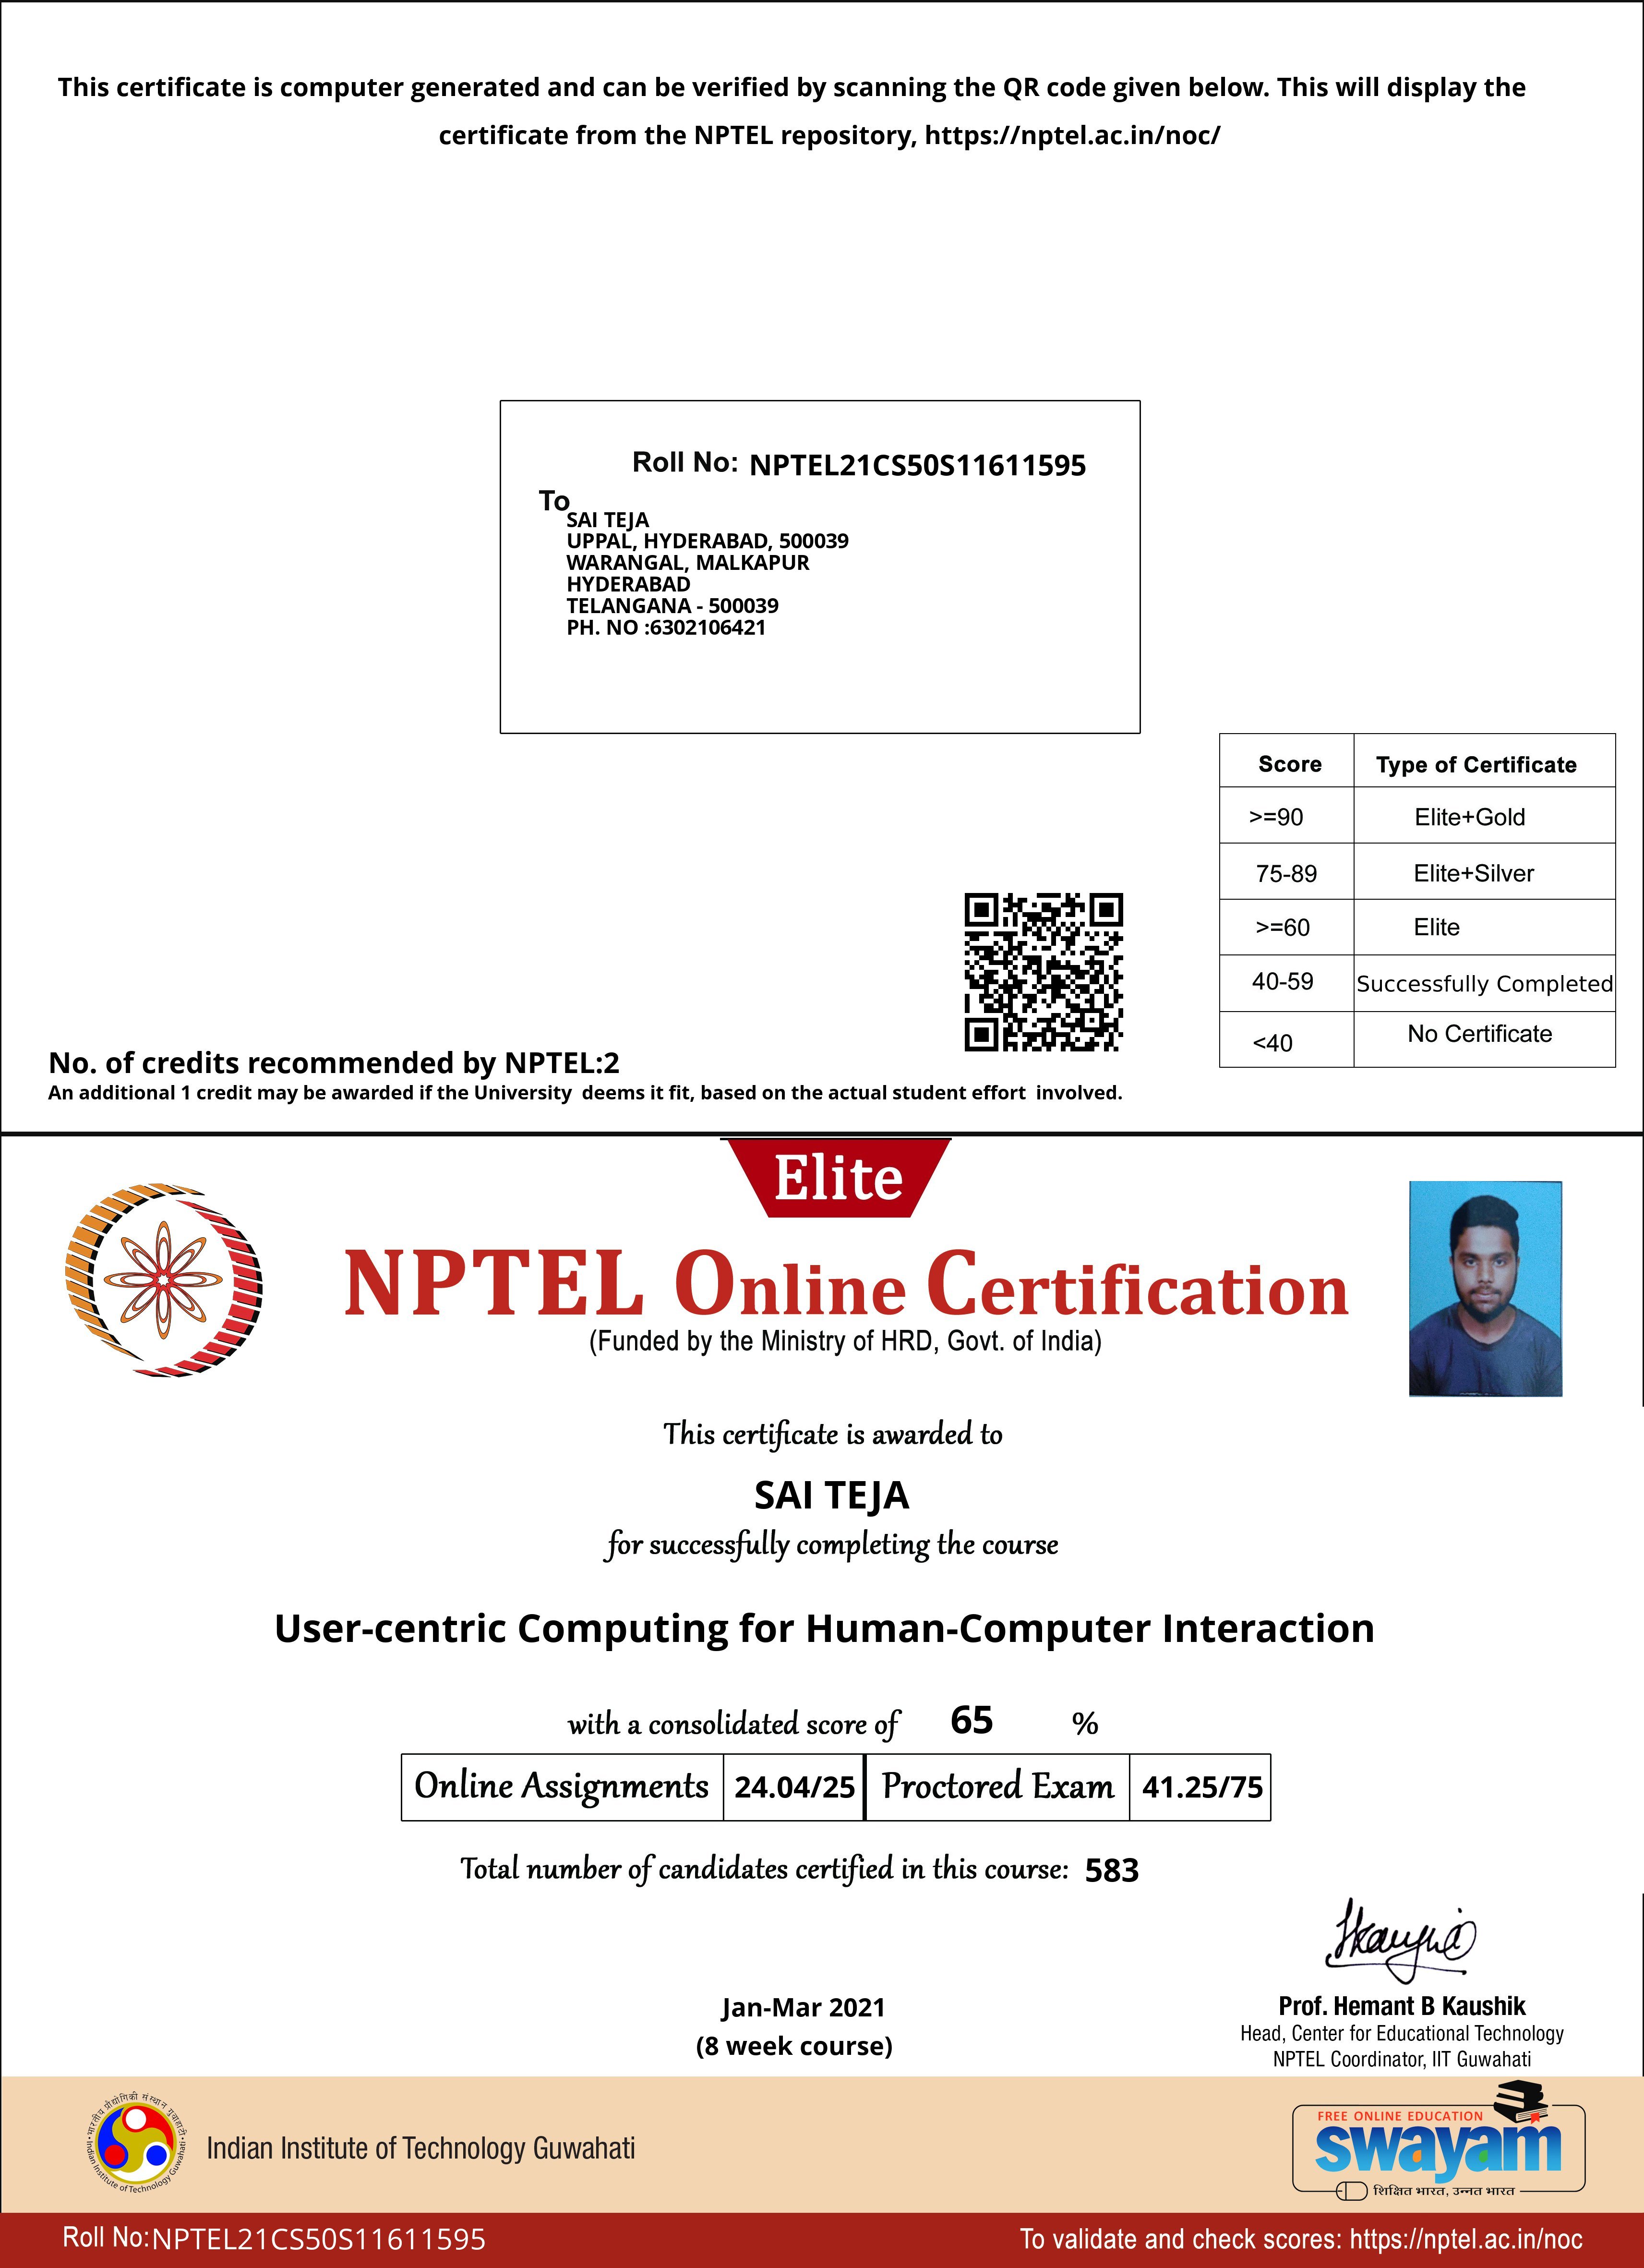 This certificate is computer generated and can be verified by scanning the QR code given below. This will display the
certificate from the NPTEL repository, https://nptel.ac.in/noc/
Roll No: NPTEL21CS50S11611595
To
SAI TEJA
UPPAL, HYDERABAD, 500039
WARANGAL, MALKAPUR
HYDERABAD
TELANGANA - 500039
PH. NO :6302106421
Score Type of Certificate
>=90 Elite+Gold
75-89 Elite+Silver
>=60 Elite
40-59 Successfully Completed
<40 No Certificate
No. of credits recommended by NPTEL:2
An additional 1 credit may be awarded if the University deems it fit, based on the actual student effort involved.
Elite
NPTEL Online Certification
(Funded by the Ministry of HRD, Govt. of India)
This certificate is awarded to
SAI TEJA
for successfully completing the course
User-centric Computing for Human-Computer Interaction
with a consolidated score of 65 %
Online Assignments 24.04/25 Proctored Exam 41.25/75
Total number of candidates certified in this course: 583
Jan-Mar 2021
(8 week course)
Prof. Hemant B Kaushik
Head, Center for Educational Technology
NPTEL Coordinator, IIT Guwahati
भारतीय प्रौद्योगिकी संस्थान गुवाहाटी
Indian Institute of Technology Guwahati
Indian Institute of Technology Guwahati
FREE ONLINE EDUCATION
swayam
शिक्षित भारत, उन्नत भारत
Roll No:NPTEL21CS50S11611595
To validate and check scores: https://nptel.ac.in/noc